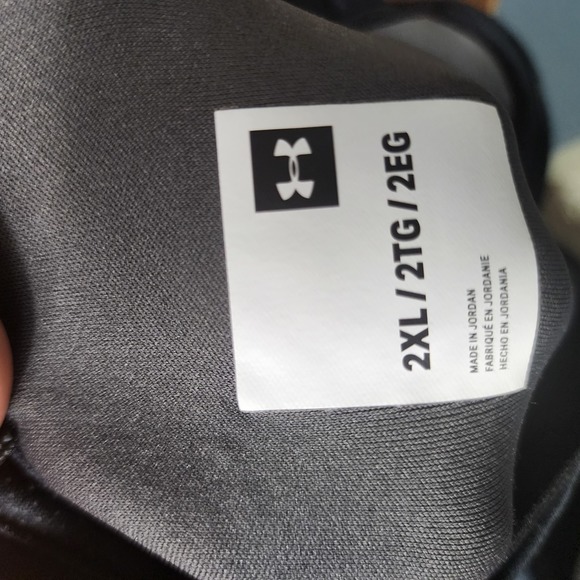 2XL / 2TG / 2EG
MADE IN JORDAN
FABRIQUÉ EN JORDANIE
HECHO EN JORDANIA